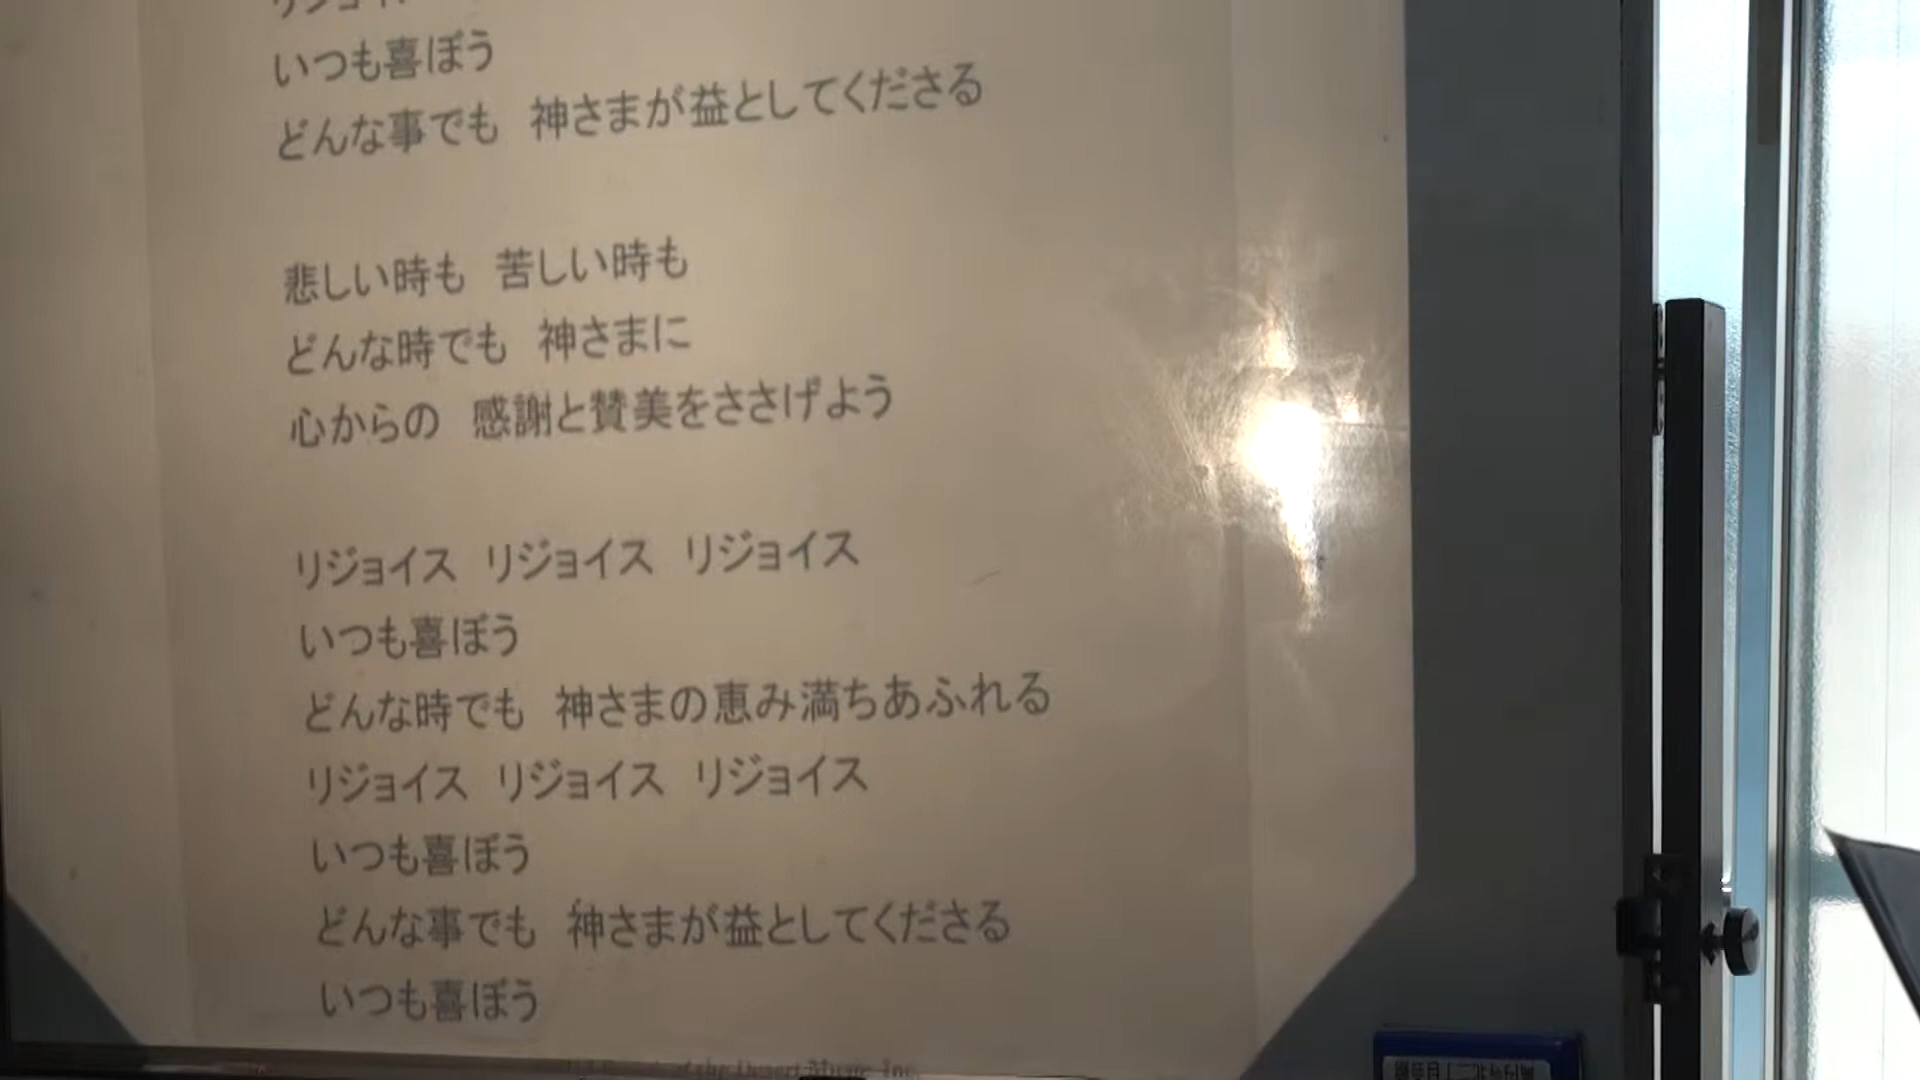 いつも喜ぼう
どんな事でも 神さまが益としてくださる
悲しい時も 苦しい時も
どんな時でも 神さまに
心からの 感謝と賛美をささげよう
リジョイス リジョイス リジョイス
いつも喜ぼう
どんな時でも 神さまの恵み満ちあふれる
リジョイス リジョイス リジョイス
いつも喜ぼう
どんな事でも 神さまが益としてくださる
いつも喜ぼう
of the Desert Music, Inc.